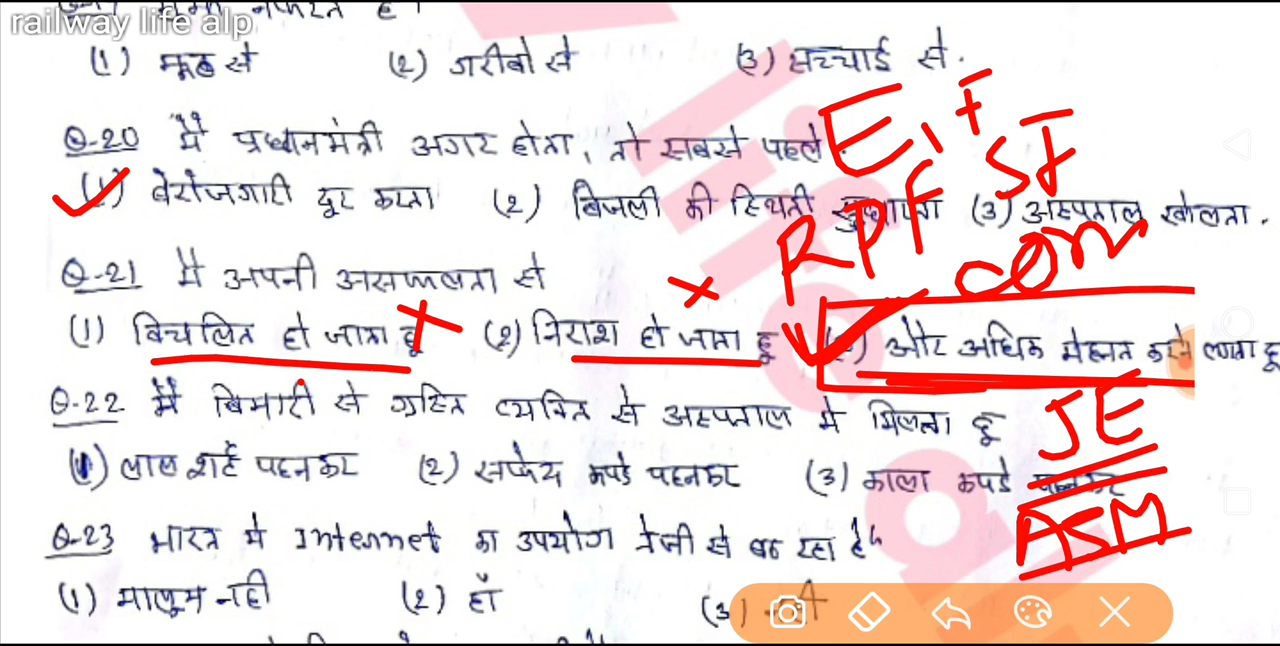 railway life alp
(1) झूठ से (2) गरीबो से (3) सच्चाई से.
Q-20 मै प्रधानमंत्री अगर होता, तो सबसे पहले
(1) बेरोजगारी दूर करता (2) बिजली की स्थिती सुधारता (3) अस्पताल खोलता.
Q-21 मै अपनी असफलता से
(1) विचलित हो जाता हू (2) निराश हो जाता हू औट अधिक मेहनत करने लगता हू
Q-22 मैं बिमारी से ग्रसित व्यक्ति से अस्पताल मे मिलता हू
(1) लाल शर्ट पहनकर (2) सफेद कपडे पहनकर (3) काला कपडे पहनकर
Q-23 भारत मे Internet का उपयोग तेजी से बढ रहा है
(1) मालूम नही (2) हाँ (3)
RPF
SI
con
JE
ASM